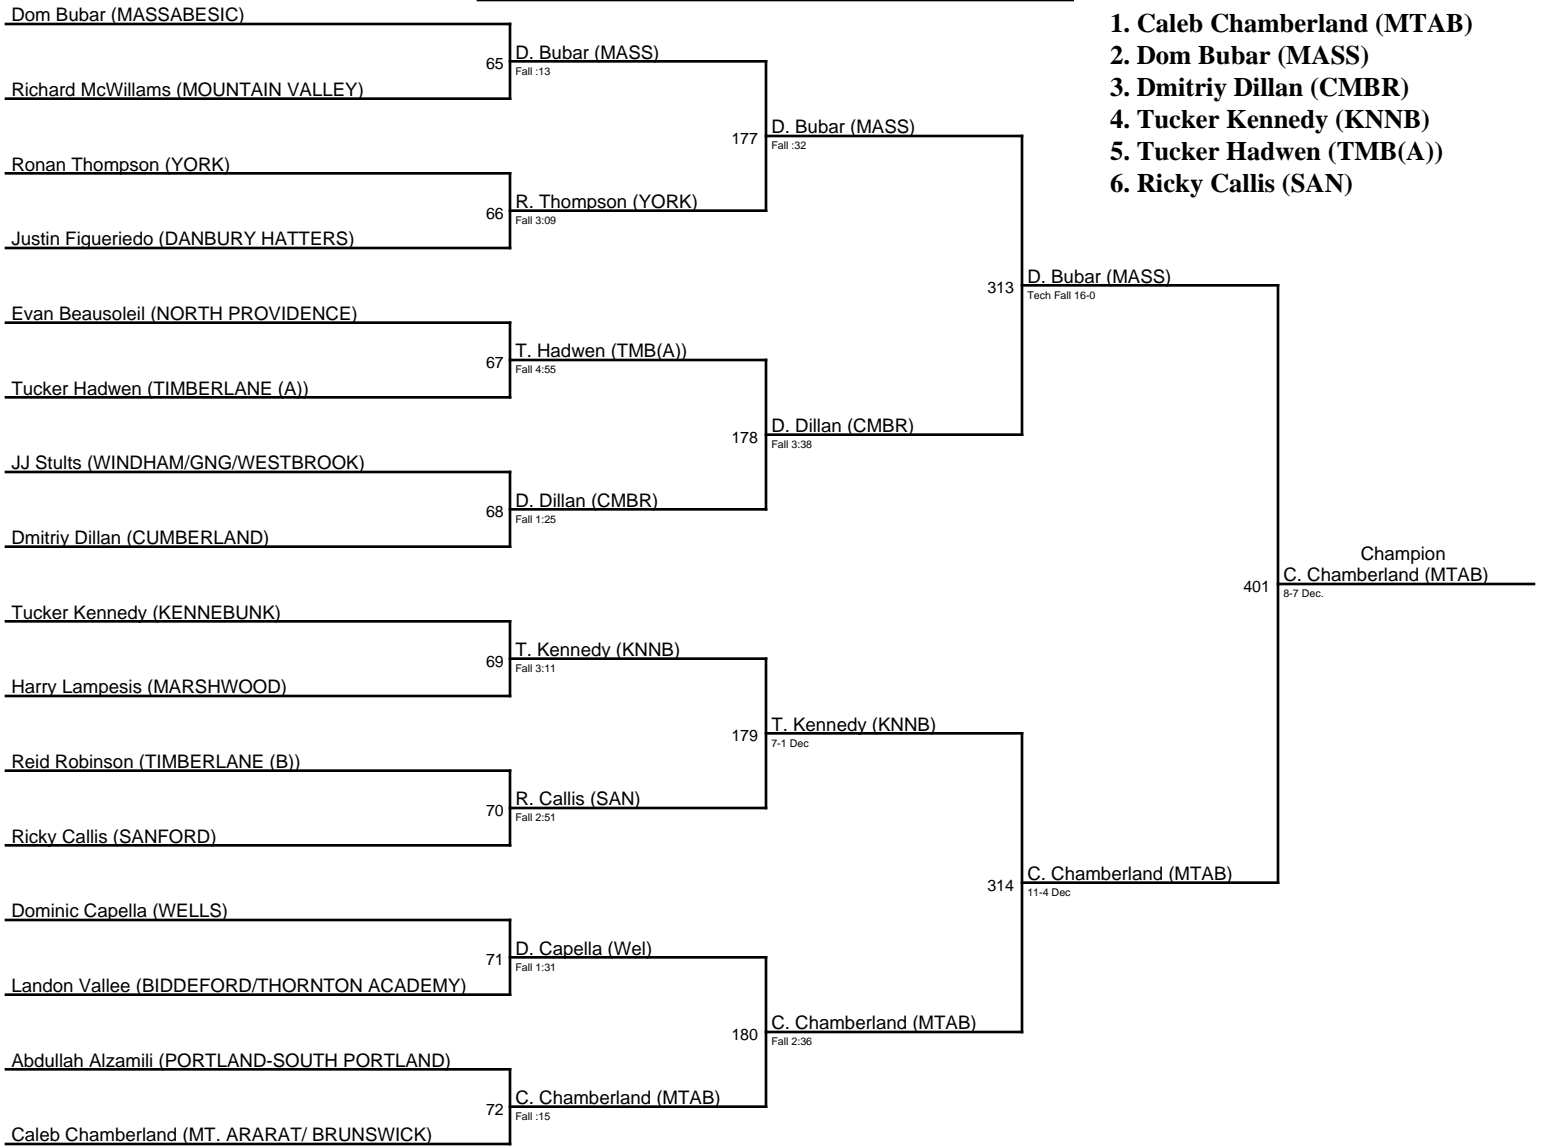 Dom Bubar (MASSABESIC)
65
D. Bubar (MASS)
Fall :13
Richard McWillams (MOUNTAIN VALLEY)
177
D. Bubar (MASS)
Fall :32
Ronan Thompson (YORK)
66
R. Thompson (YORK)
Fall 3:09
Justin Figueriedo (DANBURY HATTERS)
313
D. Bubar (MASS)
Tech Fall 16-0
Evan Beausoleil (NORTH PROVIDENCE)
67
T. Hadwen (TMB(A))
Fall 4:55
Tucker Hadwen (TIMBERLANE (A))
178
D. Dillan (CMBR)
Fall 3:38
JJ Stults (WINDHAM/GNG/WESTBROOK)
68
D. Dillan (CMBR)
Fall 1:25
Dmitriy Dillan (CUMBERLAND)
401
Champion
C. Chamberland (MTAB)
8-7 Dec.
Tucker Kennedy (KENNEBUNK)
69
T. Kennedy (KNNB)
Fall 3:11
Harry Lampesis (MARSHWOOD)
179
T. Kennedy (KNNB)
7-1 Dec
Reid Robinson (TIMBERLANE (B))
70
R. Callis (SAN)
Fall 2:51
Ricky Callis (SANFORD)
314
C. Chamberland (MTAB)
11-4 Dec
Dominic Capella (WELLS)
71
D. Capella (Wel)
Fall 1:31
Landon Vallee (BIDDEFORD/THORNTON ACADEMY)
180
C. Chamberland (MTAB)
Fall 2:36
Abdullah Alzamili (PORTLAND-SOUTH PORTLAND)
72
C. Chamberland (MTAB)
Fall :15
Caleb Chamberland (MT. ARARAT/ BRUNSWICK)
1. Caleb Chamberland (MTAB)
2. Dom Bubar (MASS)
3. Dmitriy Dillan (CMBR)
4. Tucker Kennedy (KNNB)
5. Tucker Hadwen (TMB(A))
6. Ricky Callis (SAN)